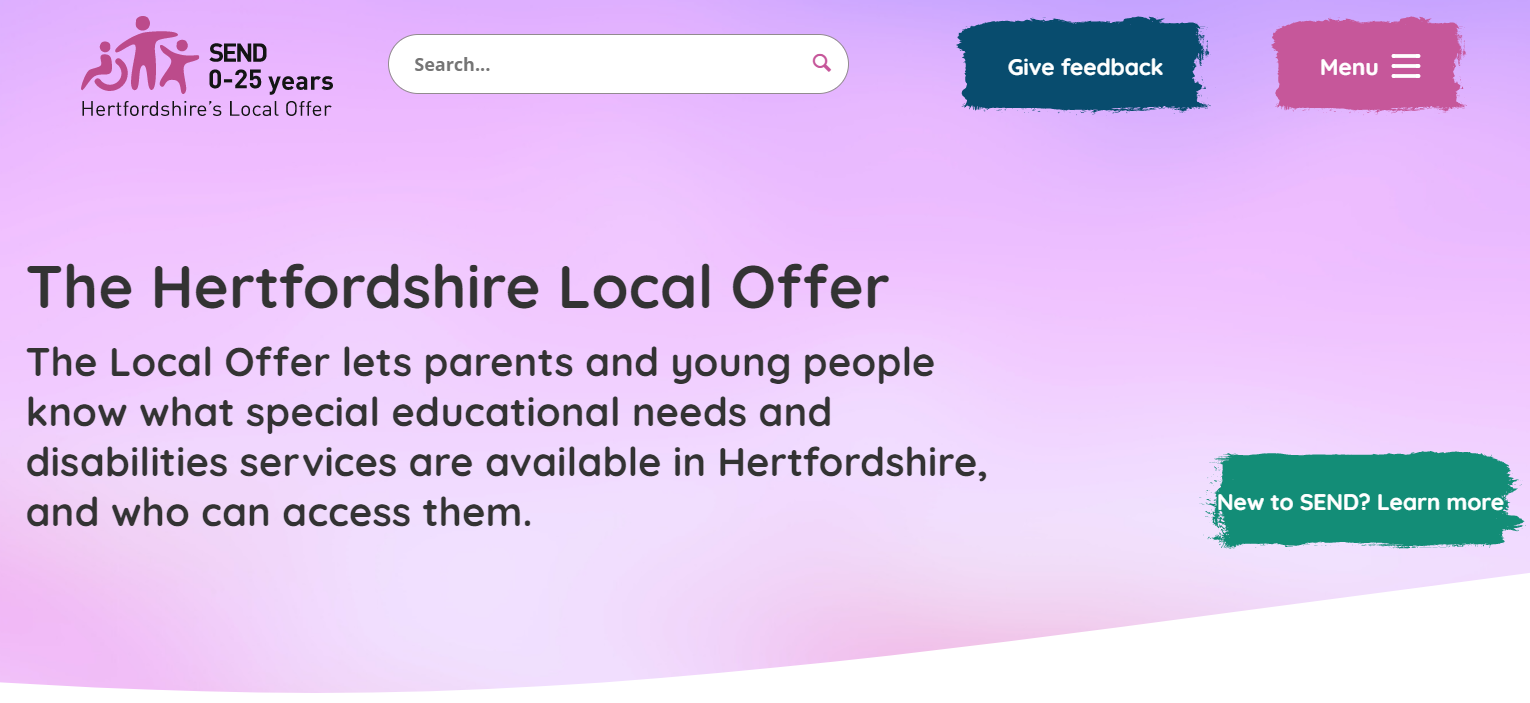 SEND
0-25 years
Hertfordshire's Local Offer
Search...
Give feedback
Menu
The Hertfordshire Local Offer
The Local Offer lets parents and young people
know what special educational needs and
disabilities services are available in Hertfordshire,
and who can access them.
New to SEND? Learn more